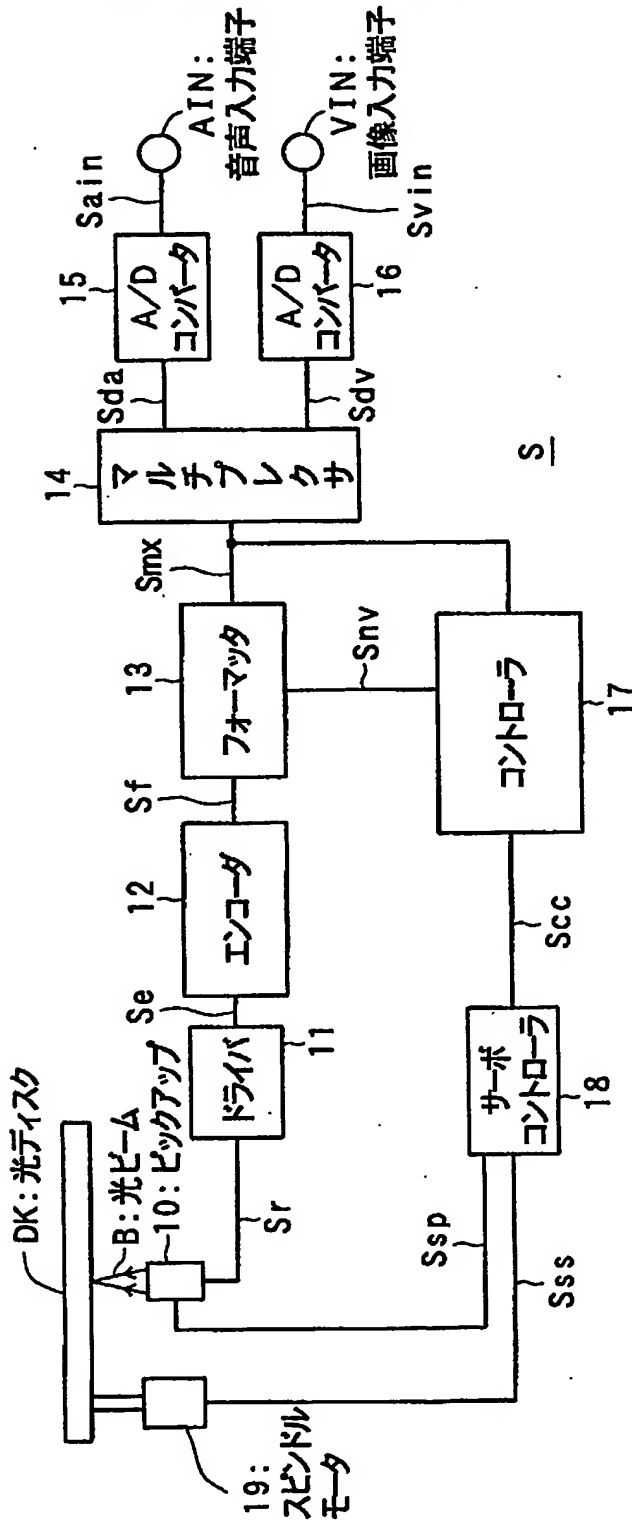 DK:光ディスク
B:光ビーム
10:ピックアップ
19:
スピンドル
モータ
Sr
11
ドライバ
Se
12
エンコーダ
Sf
13
フォーマッタ
Smx
14
マルチプレクサ
Sda
Sdv
15
A/D
コンバータ
A/D
コンバータ
16
Sain
Svin
AIN:
音声入力端子
VIN:
画像入力端子
Snv
コントローラ
17
Scc
サーボ
コントローラ
18
Ssp
Sss
S